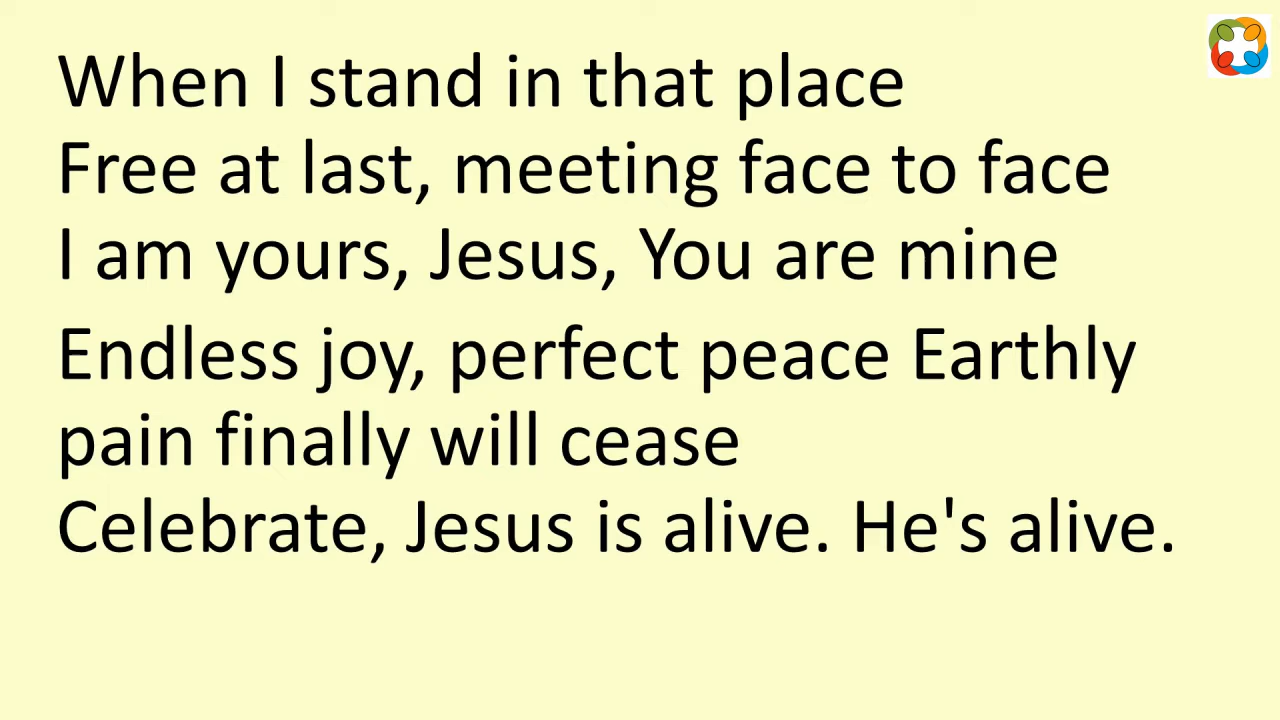 When I stand in that place
Free at last, meeting face to face
I am yours, Jesus, You are mine
Endless joy, perfect peace Earthly
pain finally will cease
Celebrate, Jesus is alive. He's alive.